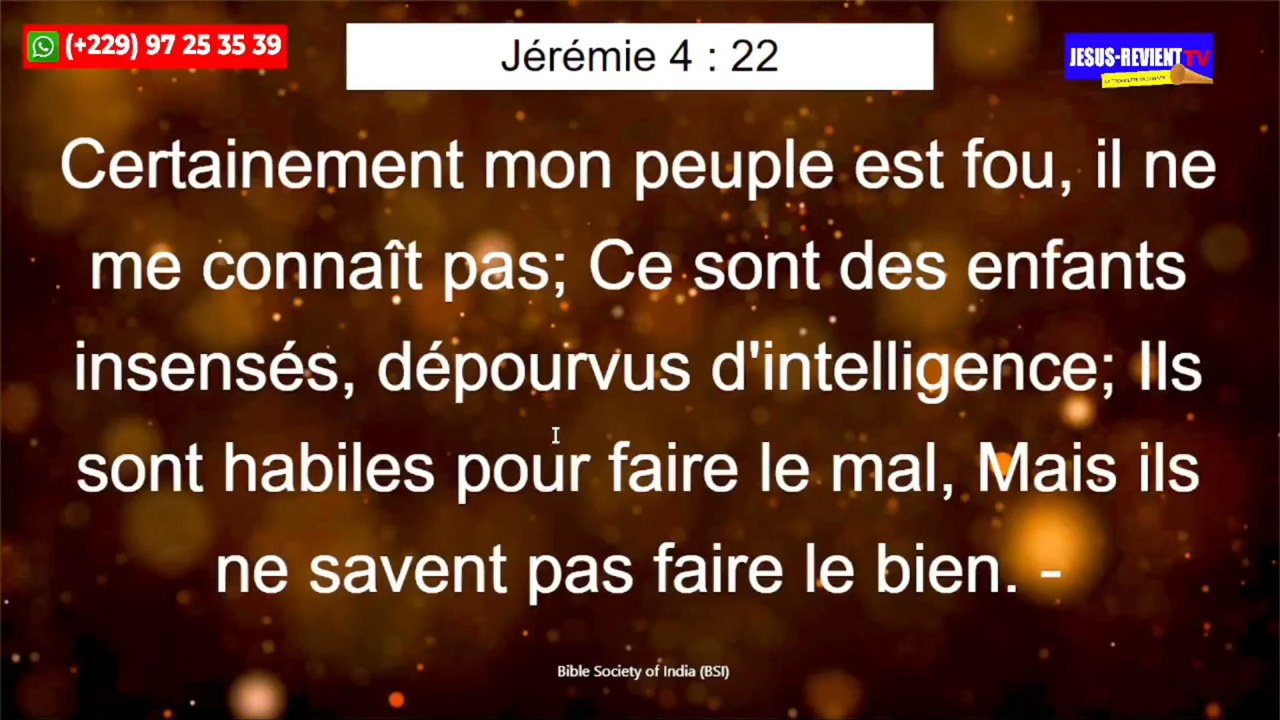 (+229) 97 25 35 39
Jérémie 4 : 22
JESUS-REVIENT TV
Certainement mon peuple est fou, il ne
me connaît pas; Ce sont des enfants
insensés, dépourvus d'intelligence; Ils
sont habiles pour faire le mal, Mais ils
ne savent pas faire le bien. -
Bible Society of India (BSI)